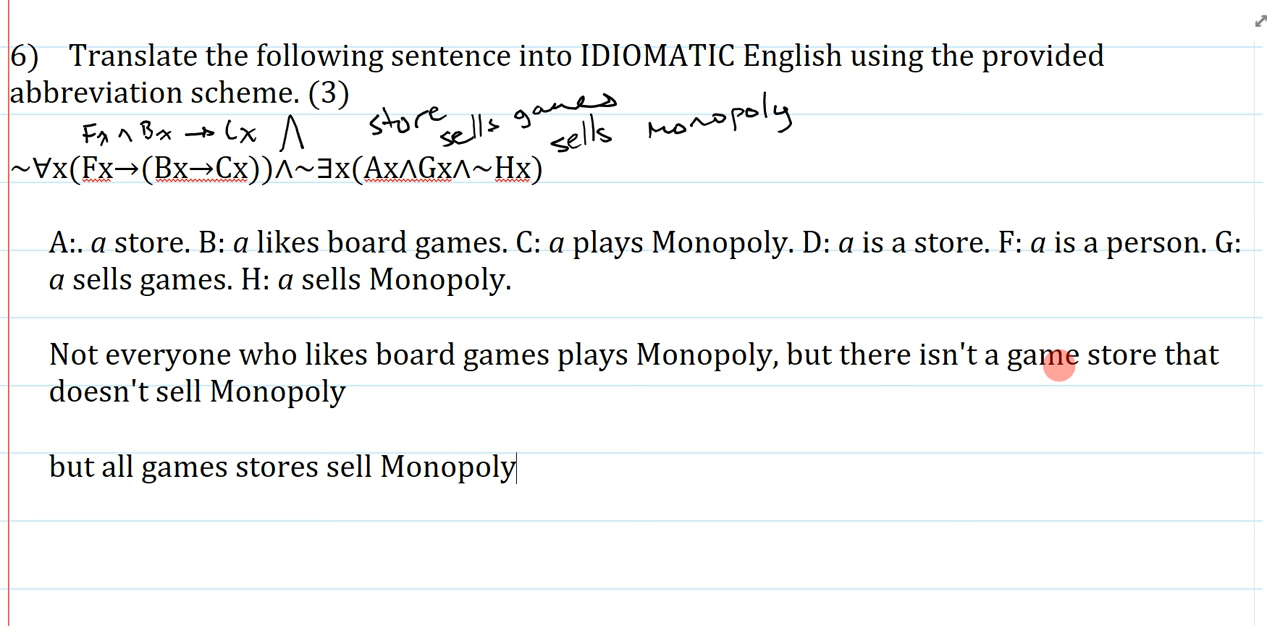 6) Translate the following sentence into IDIOMATIC English using the provided
abbreviation scheme. (3)
Fx ∧ Bx → Cx ∧ store sells games sells Monopoly
~∀x(Fx→(Bx→Cx))∧~∃x(Ax∧Gx∧~Hx)
A:. a store. B: a likes board games. C: a plays Monopoly. D: a is a store. F: a is a person. G:
a sells games. H: a sells Monopoly.
Not everyone who likes board games plays Monopoly, but there isn't a game store that
doesn't sell Monopoly
but all games stores sell Monopoly